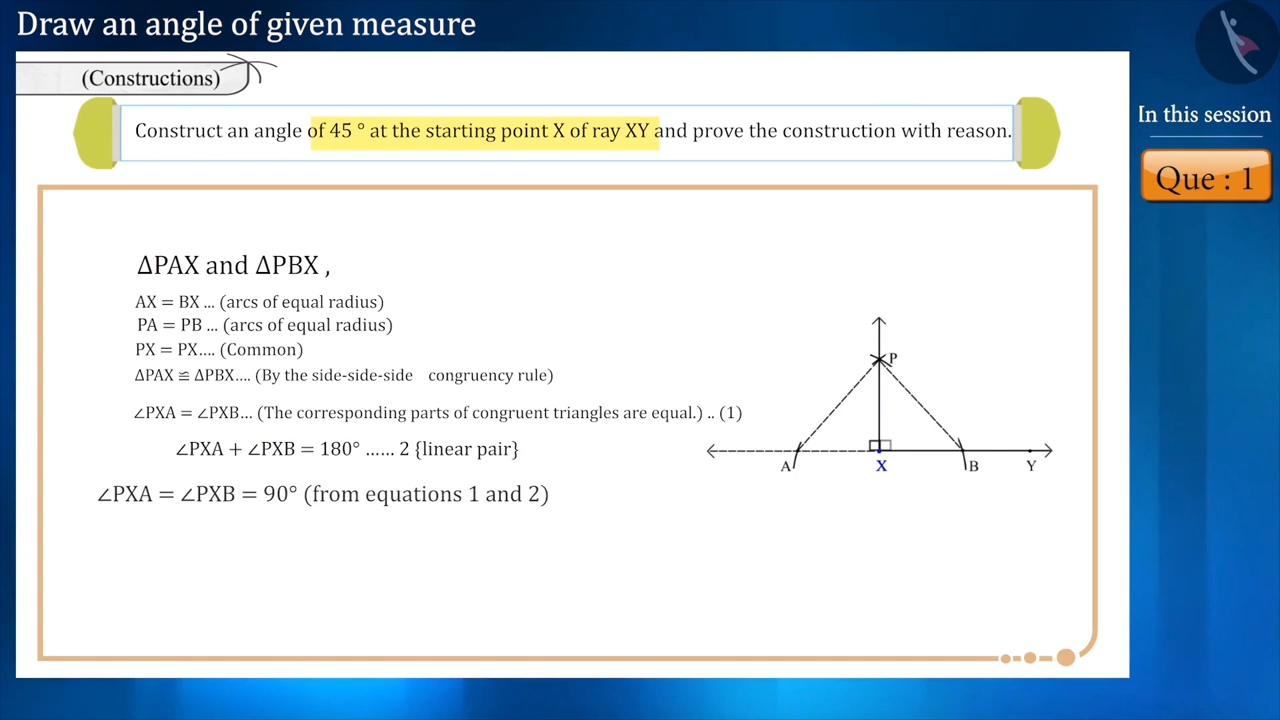 Draw an angle of given measure
(Constructions)
In this session
Construct an angle of 45 ° at the starting point X of ray XY and prove the construction with reason.
Que : 1
ΔPAX and ΔPBX ,
AX = BX ... (arcs of equal radius)
PA = PB ... (arcs of equal radius)
PX = PX.... (Common)
ΔPAX ≌ ΔPBX.... (By the side-side-side congruency rule)
∠PXA = ∠PXB... (The corresponding parts of congruent triangles are equal.) .. (1)
∠PXA + ∠PXB = 180° ...... 2 {linear pair}
∠PXA = ∠PXB = 90° (from equations 1 and 2)
P
A X B Y